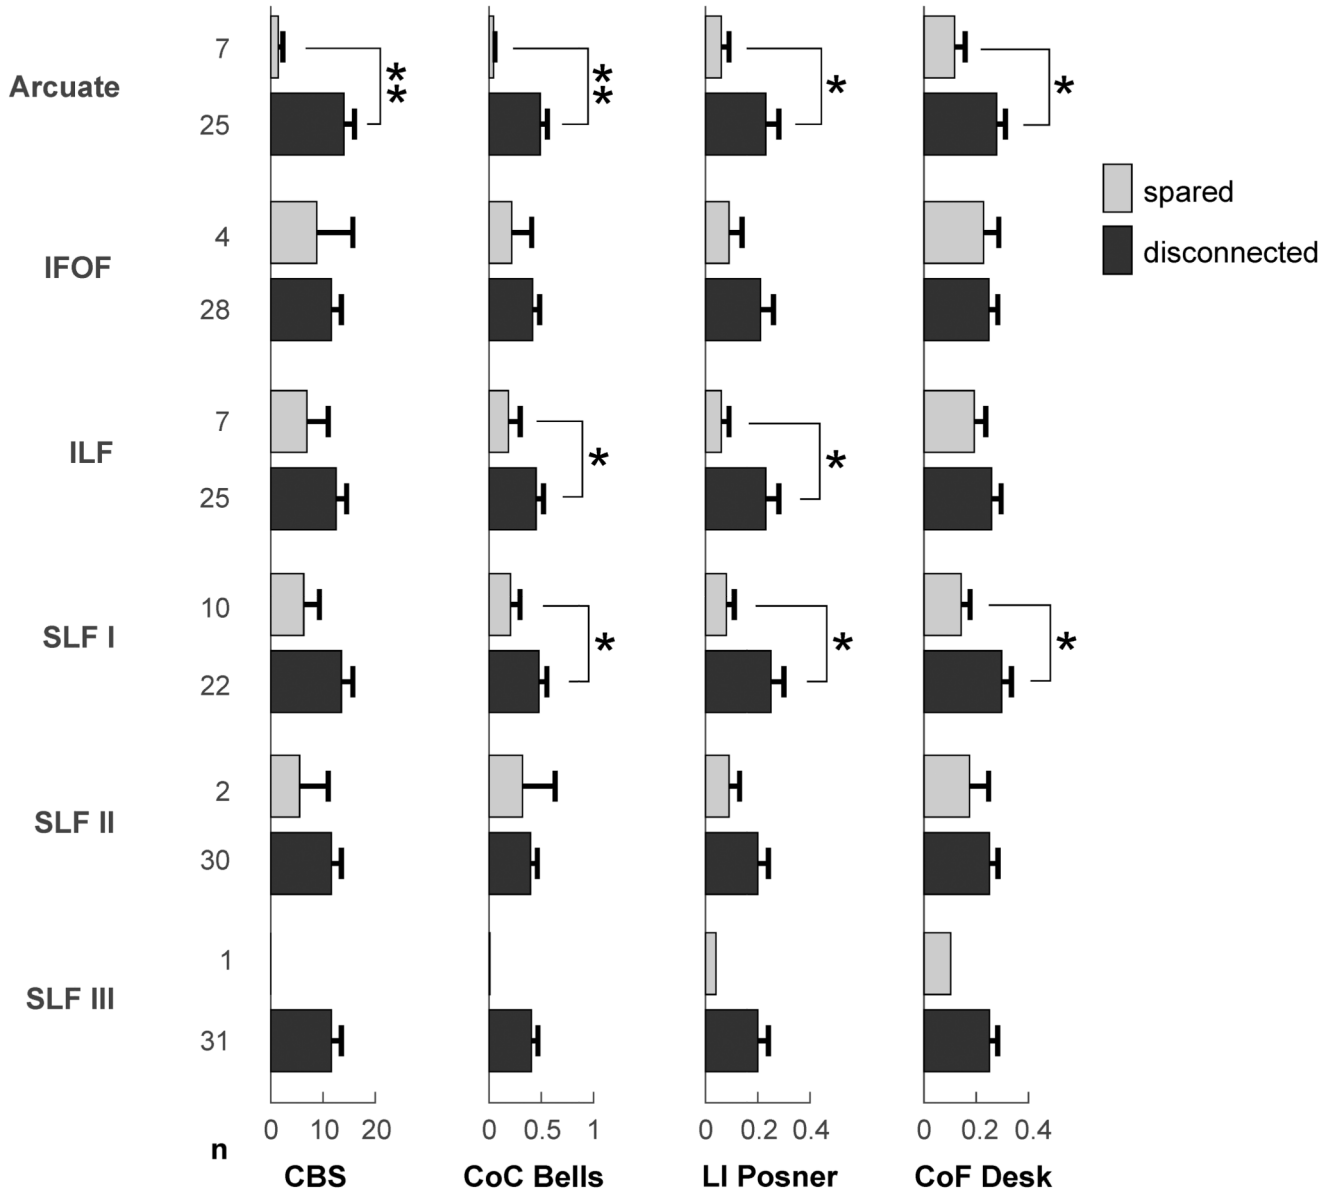 7
Arcuate ** ** * *
25
spared
4
IFOF disconnected
28
7
ILF * *
25
10
SLF I * * *
22
2
SLF II
30
1
SLF III
31
n 0 10 20 0 0.5 1 0 0.2 0.4 0 0.2 0.4
CBS CoC Bells LI Posner CoF Desk